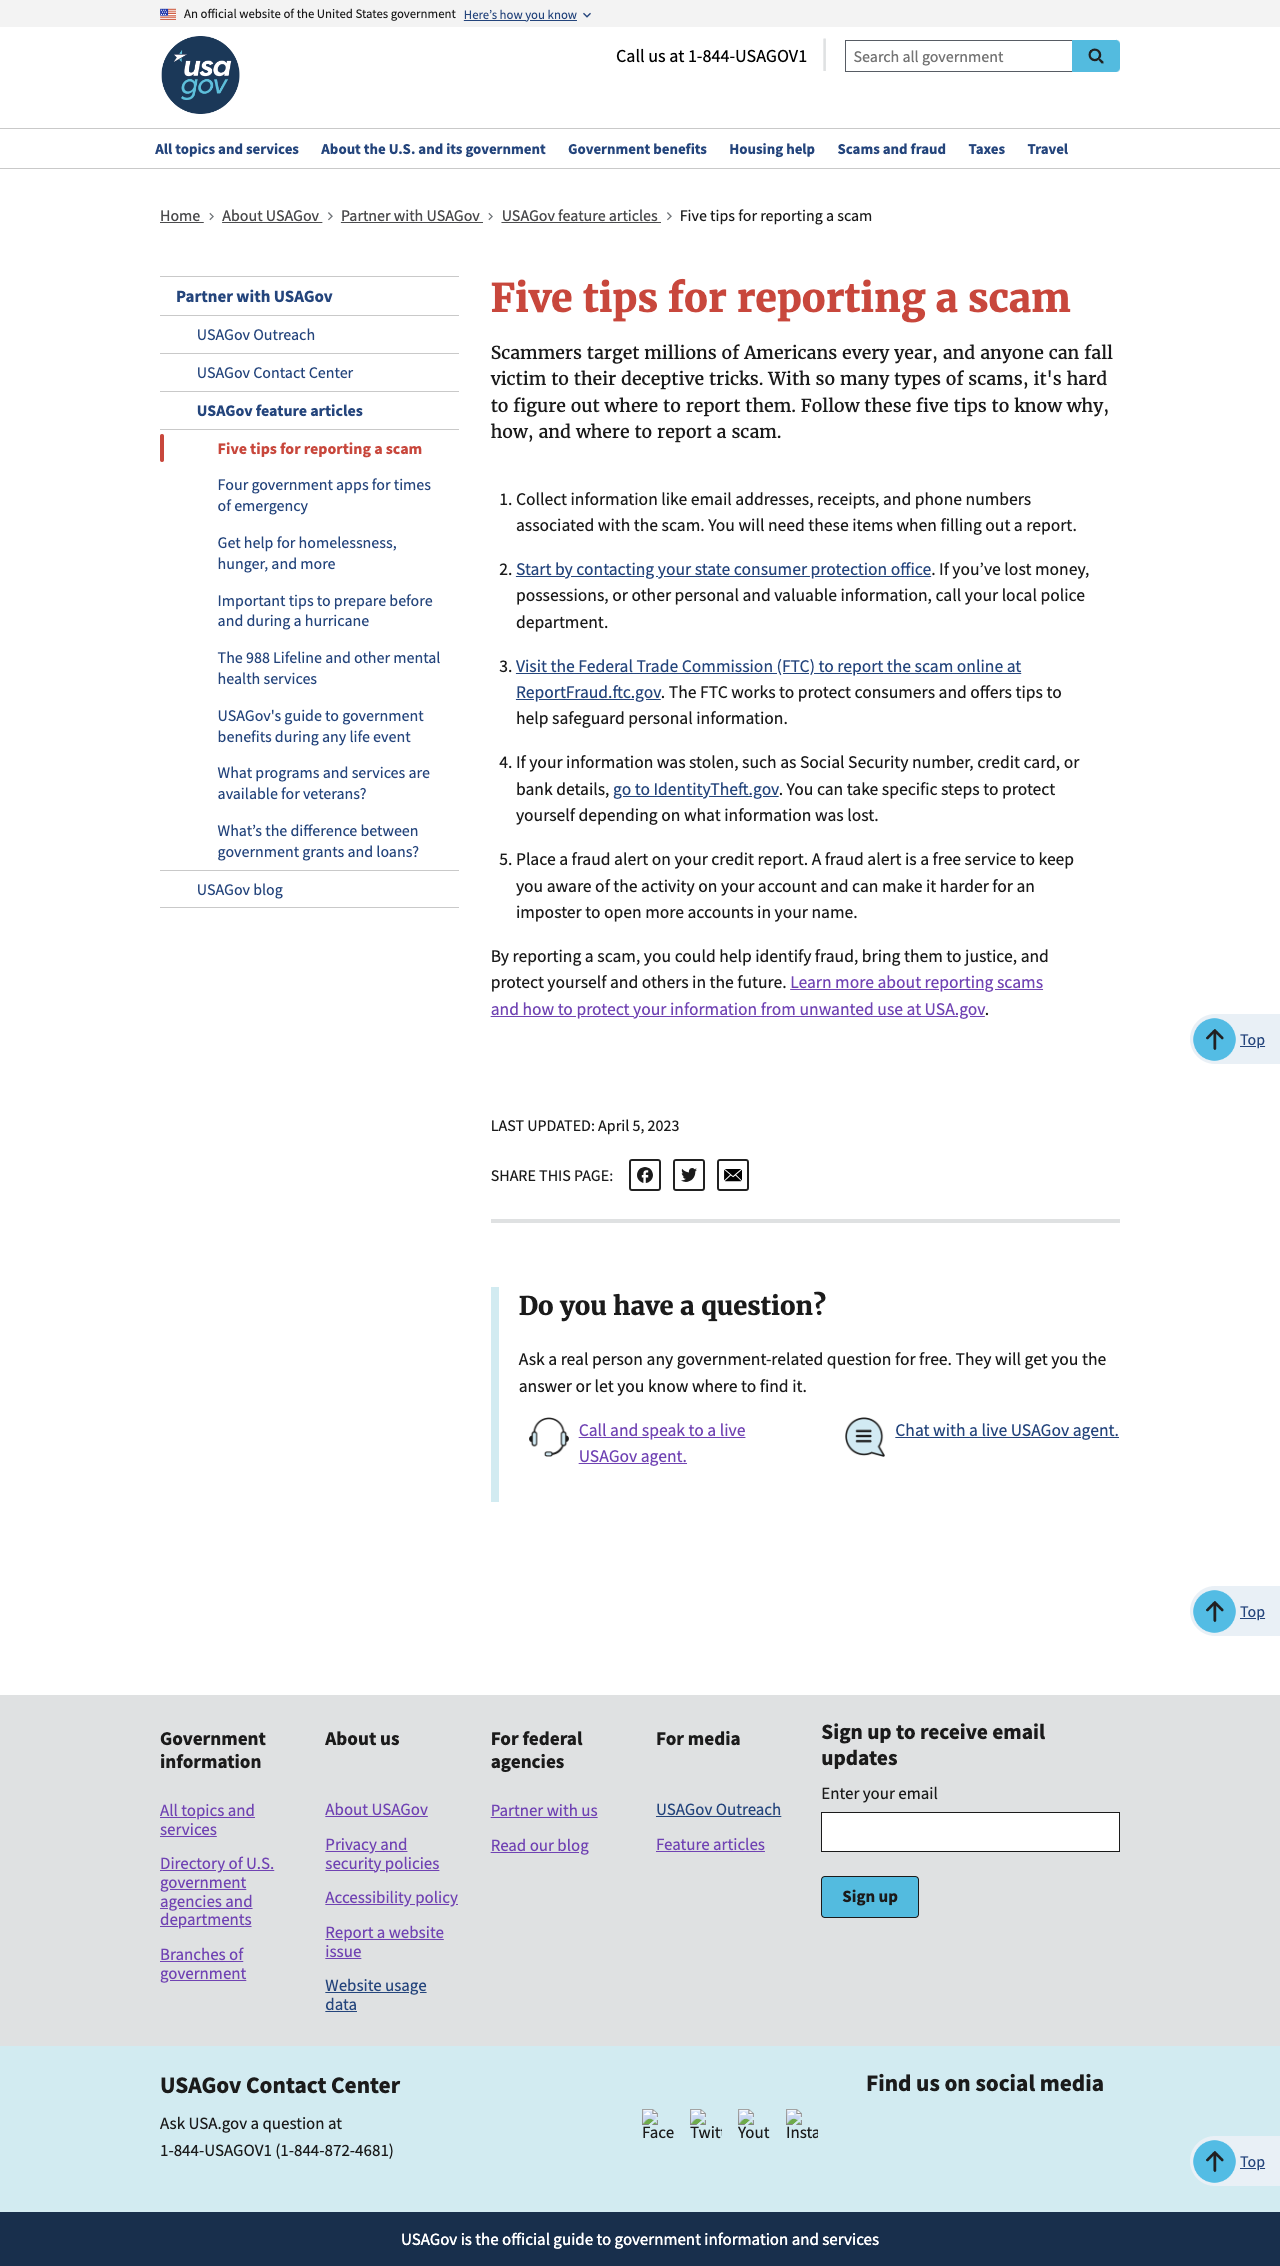 An official website of the United States government Here's how you know
usa
gov
Call us at 1-844-USAGOV1
Search all government
All topics and services About the U.S. and its government Government benefits Housing help Scams and fraud Taxes Travel
Home > About USAGov > Partner with USAGov > USAGov feature articles > Five tips for reporting a scam
Partner with USAGov
USAGov Outreach
USAGov Contact Center
USAGov feature articles
Five tips for reporting a scam
Four government apps for times
of emergency
Get help for homelessness,
hunger, and more
Important tips to prepare before
and during a hurricane
The 988 Lifeline and other mental
health services
USAGov's guide to government
benefits during any life event
What programs and services are
available for veterans?
What’s the difference between
government grants and loans?
USAGov blog
Five tips for reporting a scam
Scammers target millions of Americans every year, and anyone can fall
victim to their deceptive tricks. With so many types of scams, it's hard
to figure out where to report them. Follow these five tips to know why,
how, and where to report a scam.
1. Collect information like email addresses, receipts, and phone numbers
associated with the scam. You will need these items when filling out a report.
2. Start by contacting your state consumer protection office. If you’ve lost money,
possessions, or other personal and valuable information, call your local police
department.
3. Visit the Federal Trade Commission (FTC) to report the scam online at
ReportFraud.ftc.gov. The FTC works to protect consumers and offers tips to
help safeguard personal information.
4. If your information was stolen, such as Social Security number, credit card, or
bank details, go to IdentityTheft.gov. You can take specific steps to protect
yourself depending on what information was lost.
5. Place a fraud alert on your credit report. A fraud alert is a free service to keep
you aware of the activity on your account and can make it harder for an
imposter to open more accounts in your name.
By reporting a scam, you could help identify fraud, bring them to justice, and
protect yourself and others in the future. Learn more about reporting scams
and how to protect your information from unwanted use at USA.gov.
Top
LAST UPDATED: April 5, 2023
SHARE THIS PAGE:
Do you have a question?
Ask a real person any government-related question for free. They will get you the
answer or let you know where to find it.
Call and speak to a live
USAGov agent.
Chat with a live USAGov agent.
Top
Government
information
All topics and
services
Directory of U.S.
government
agencies and
departments
Branches of
government
About us
About USAGov
Privacy and
security policies
Accessibility policy
Report a website
issue
Website usage
data
For federal
agencies
Partner with us
Read our blog
For media
USAGov Outreach
Feature articles
Sign up to receive email
updates
Enter your email
Sign up
USAGov Contact Center
Ask USA.gov a question at
1-844-USAGOV1 (1-844-872-4681)
Find us on social media
Face Twitt Yout Insta
Top
USAGov is the official guide to government information and services